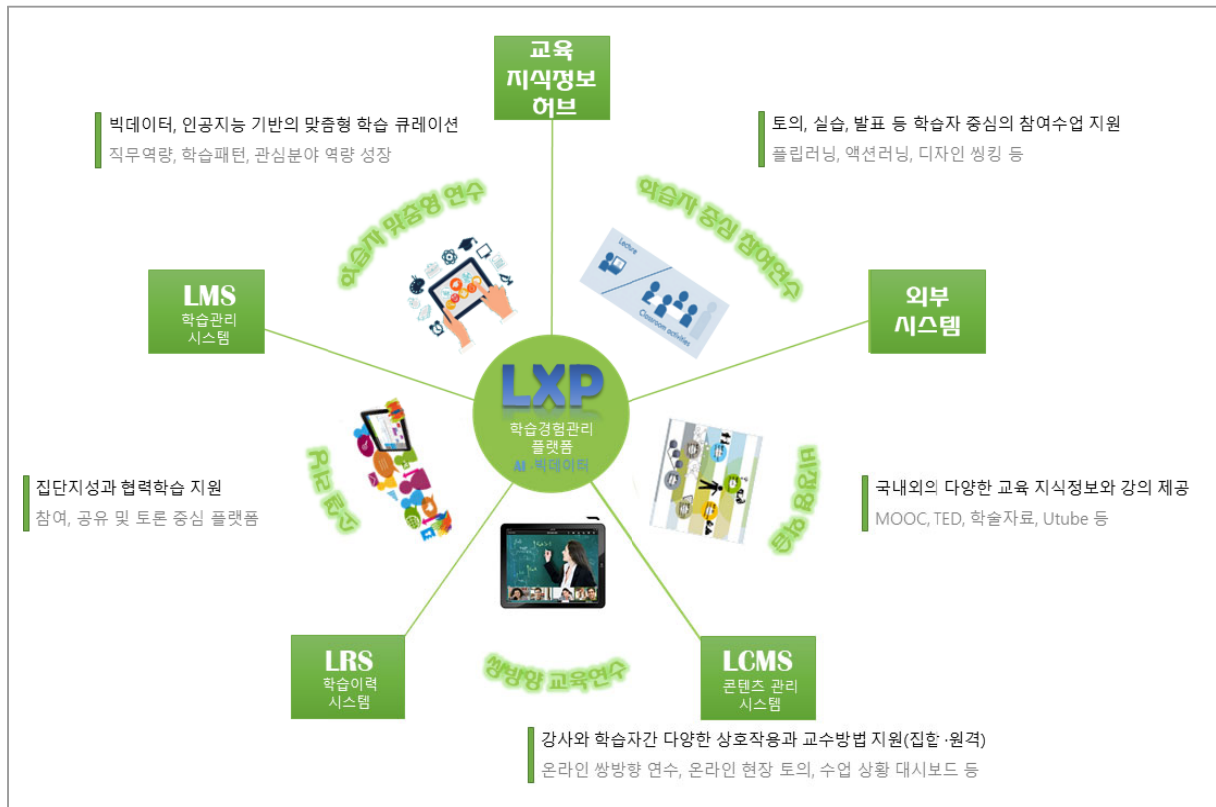 교육
지식정보
허브
빅데이터, 인공지능 기반의 맞춤형 학습 큐레이션
직무역량, 학습패턴, 관심분야 역량 성장
토의, 실습, 발표 등 학습자 중심의 참여수업 지원
플립러닝, 액션러닝, 디자인 씽킹 등
학습자 맞춤형 연수
학습자 중심 참여연수
Lecture
Classroom activities
LMS
학습관리
시스템
외부
시스템
LXP
학습경험관리
플랫폼
AI ·빅데이터
소셜 러닝
비정형 학습
집단지성과 협력학습 지원
참여, 공유 및 토론 중심 플랫폼
국내외의 다양한 교육 지식정보와 강의 제공
MOOC, TED, 학술자료, Utube 등
LRS
학습이력
시스템
쌍방향 교육연수
LCMS
콘텐츠 관리
시스템
강사와 학습자간 다양한 상호작용과 교수방법 지원(집합 ·원격)
온라인 쌍방향 연수, 온라인 현장 토의, 수업 상황 대시보드 등